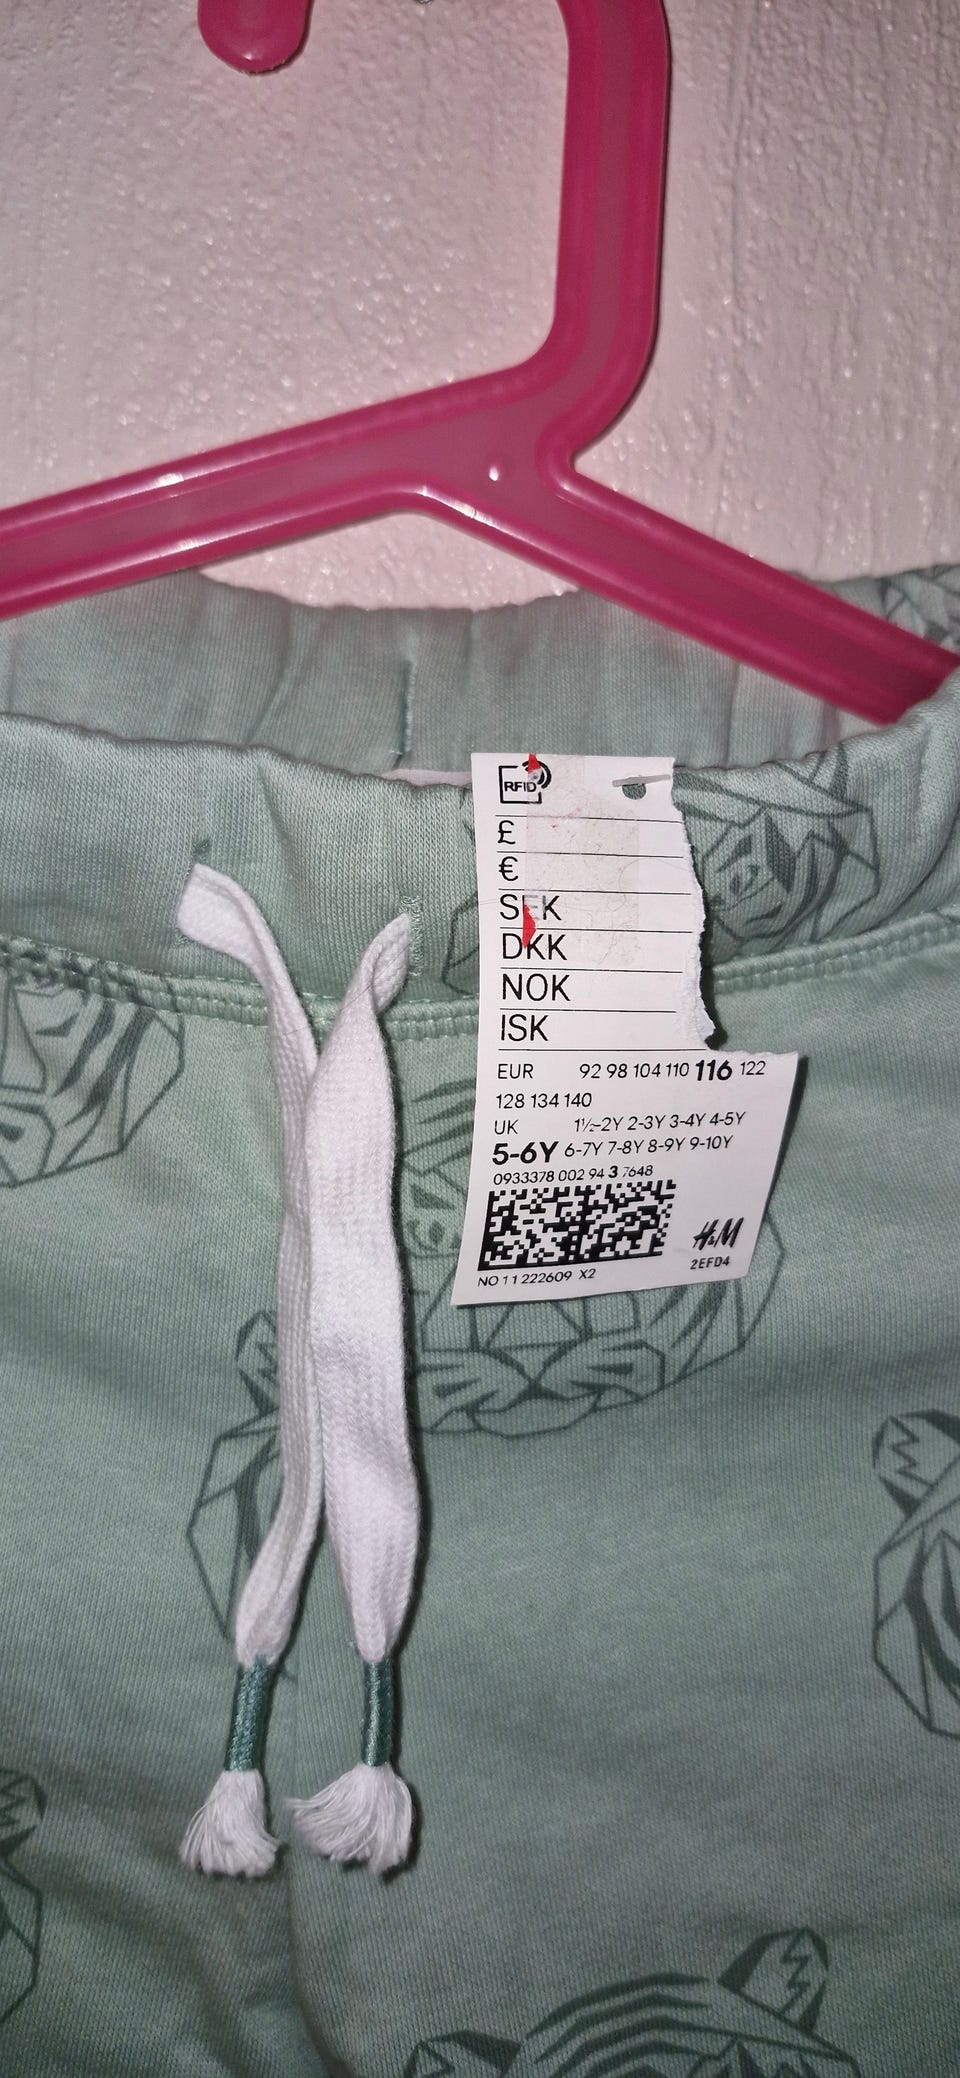 RFID
£
€
SEK
DKK
NOK
ISK
EUR 92 98 104 110 116 122
128 134 140
UK 1½-2Y 2-3Y 3-4Y 4-5Y
5-6Y 6-7Y 7-8Y 8-9Y 9-10Y
0933378 002 94 3 7648
H&M
2EFD4
NO 11 222609 X2